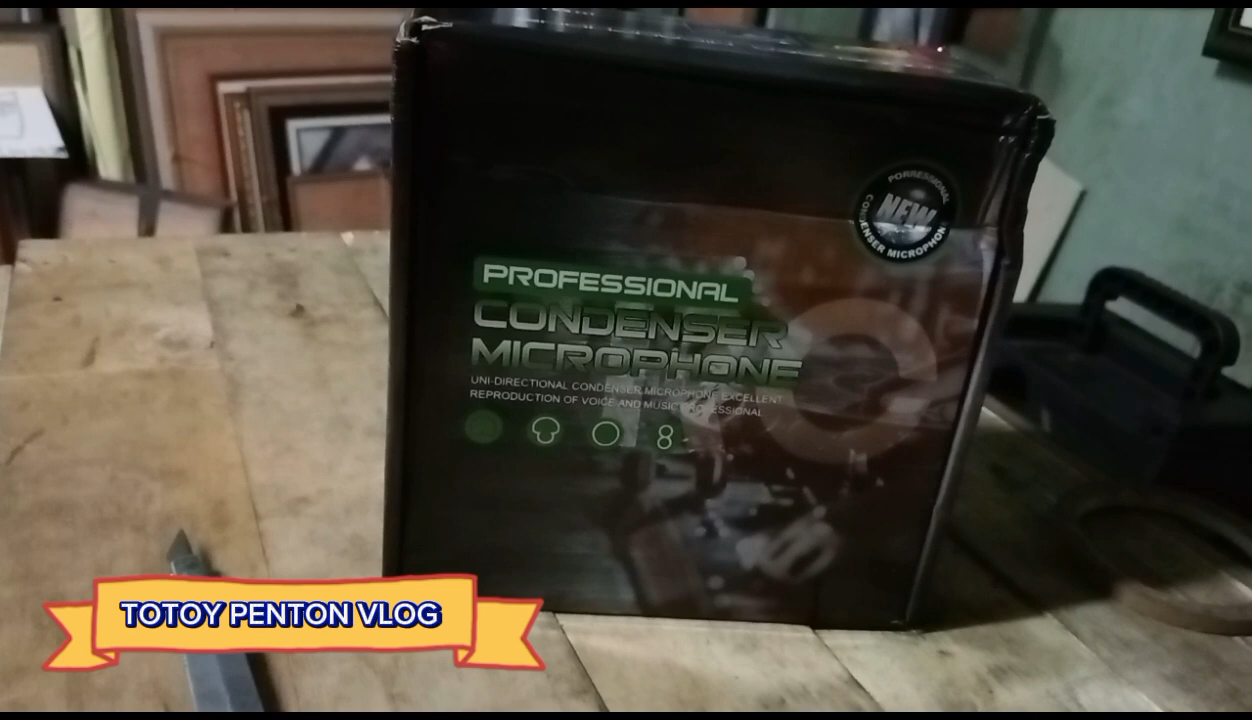 PORRESSIONAL
NEW
CONDENSER MICROPHON
PROFESSIONAL
CONDENSER
MICROPHONE
UNI-DIRECTIONAL CONDENSER MICROPHONE EXCELLENT
REPRODUCTION OF VOICE AND MUSIC PROFESSIONAL
TOTOY PENTON VLOG